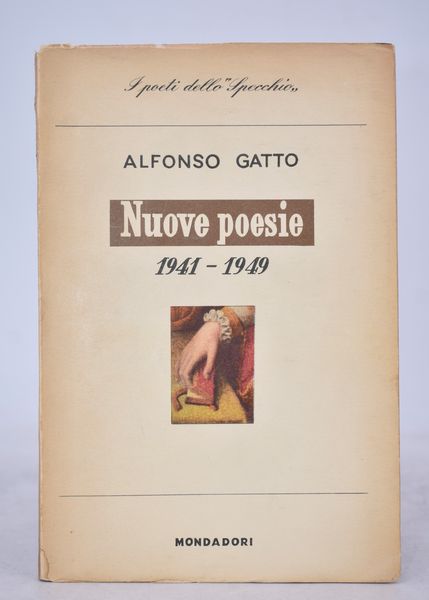 I poeti dello "Specchio„
ALFONSO GATTO
Nuove poesie
1941 - 1949
MONDADORI